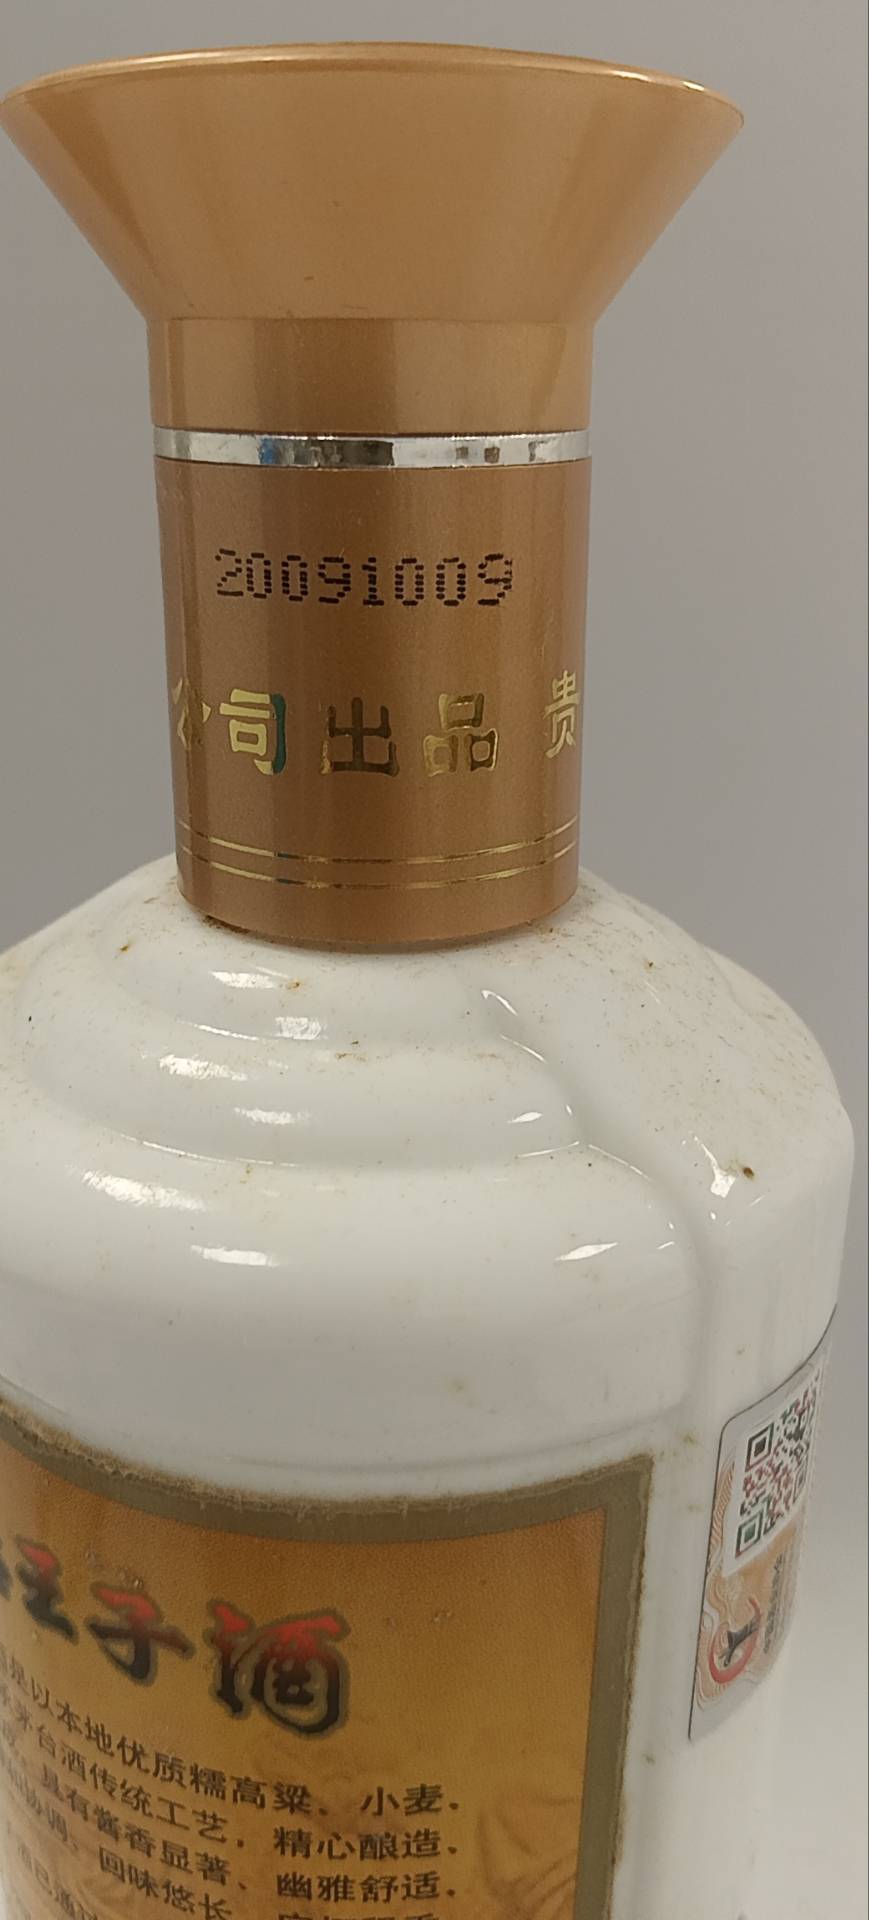 20091009
公司出品 贵
王子酒
是以本地优质糯高粱、小麦、
茅台酒传统工艺，精心酿造、
具有酱香显著、幽雅舒适、
协调、回味悠长